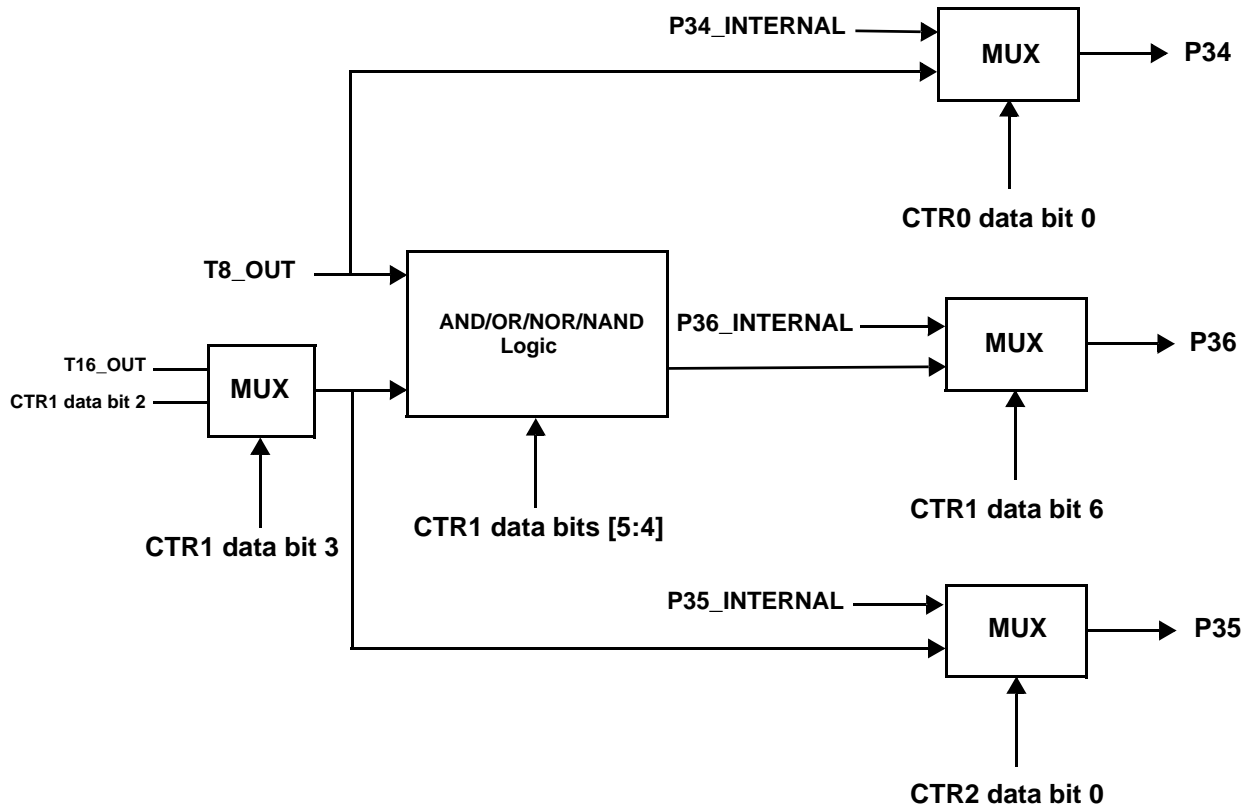 P34_INTERNAL
MUX
P34
CTR0 data bit 0
T8_OUT
AND/OR/NOR/NAND
Logic
P36_INTERNAL
MUX
P36
T16_OUT
CTR1 data bit 2
MUX
CTR1 data bit 3
CTR1 data bits [5:4]
CTR1 data bit 6
P35_INTERNAL
MUX
P35
CTR2 data bit 0